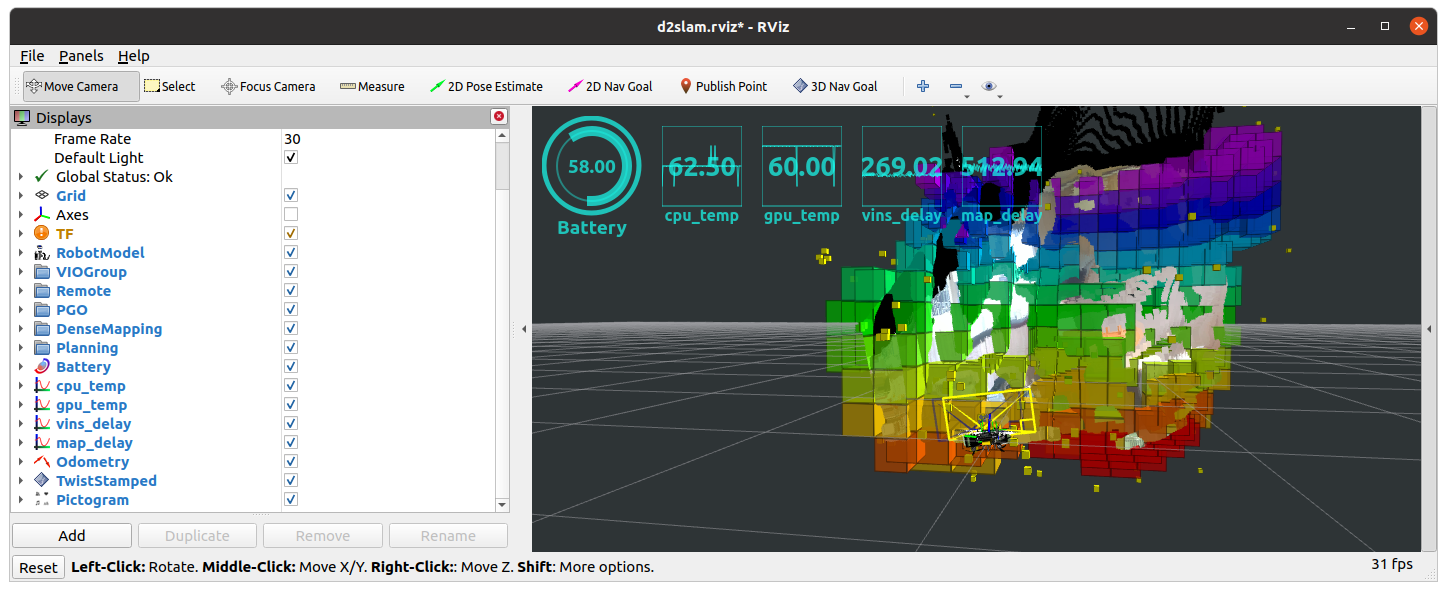 d2slam.rviz* - RViz
File Panels Help
Move Camera Select Focus Camera Measure 2D Pose Estimate 2D Nav Goal Publish Point 3D Nav Goal
Displays
Frame Rate 30
Default Light
Global Status: Ok
Grid
Axes
TF
RobotModel
VIOGroup
Remote
PGO
DenseMapping
Planning
Battery
cpu_temp
gpu_temp
vins_delay
map_delay
Odometry
TwistStamped
Pictogram
Add Duplicate Remove Rename
58.00 62.50 60.00 269.02 512.94
Battery cpu_temp gpu_temp vins_delay map_delay
Reset Left-Click: Rotate. Middle-Click: Move X/Y. Right-Click:: Move Z. Shift: More options. 31 fps